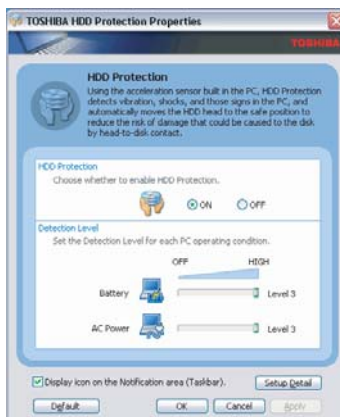 TOSHIBA HDD Protection Properties
TOSHIBA
HDD Protection
Using the acceleration sensor built in the PC, HDD Protection
detects vibration, shocks, and those signs in the PC, and
automatically moves the HDD head to the safe position to
reduce the risk of damage that could be caused to the disk
by head-to-disk contact.
HDD Protection
Choose whether to enable HDD Protection.
ON OFF
Detection Level
Set the Detection Level for each PC operating condition.
OFF HIGH
Battery Level 3
AC Power Level 3
Display icon on the Notification area (Taskbar). Setup Detail
Default OK Cancel Apply